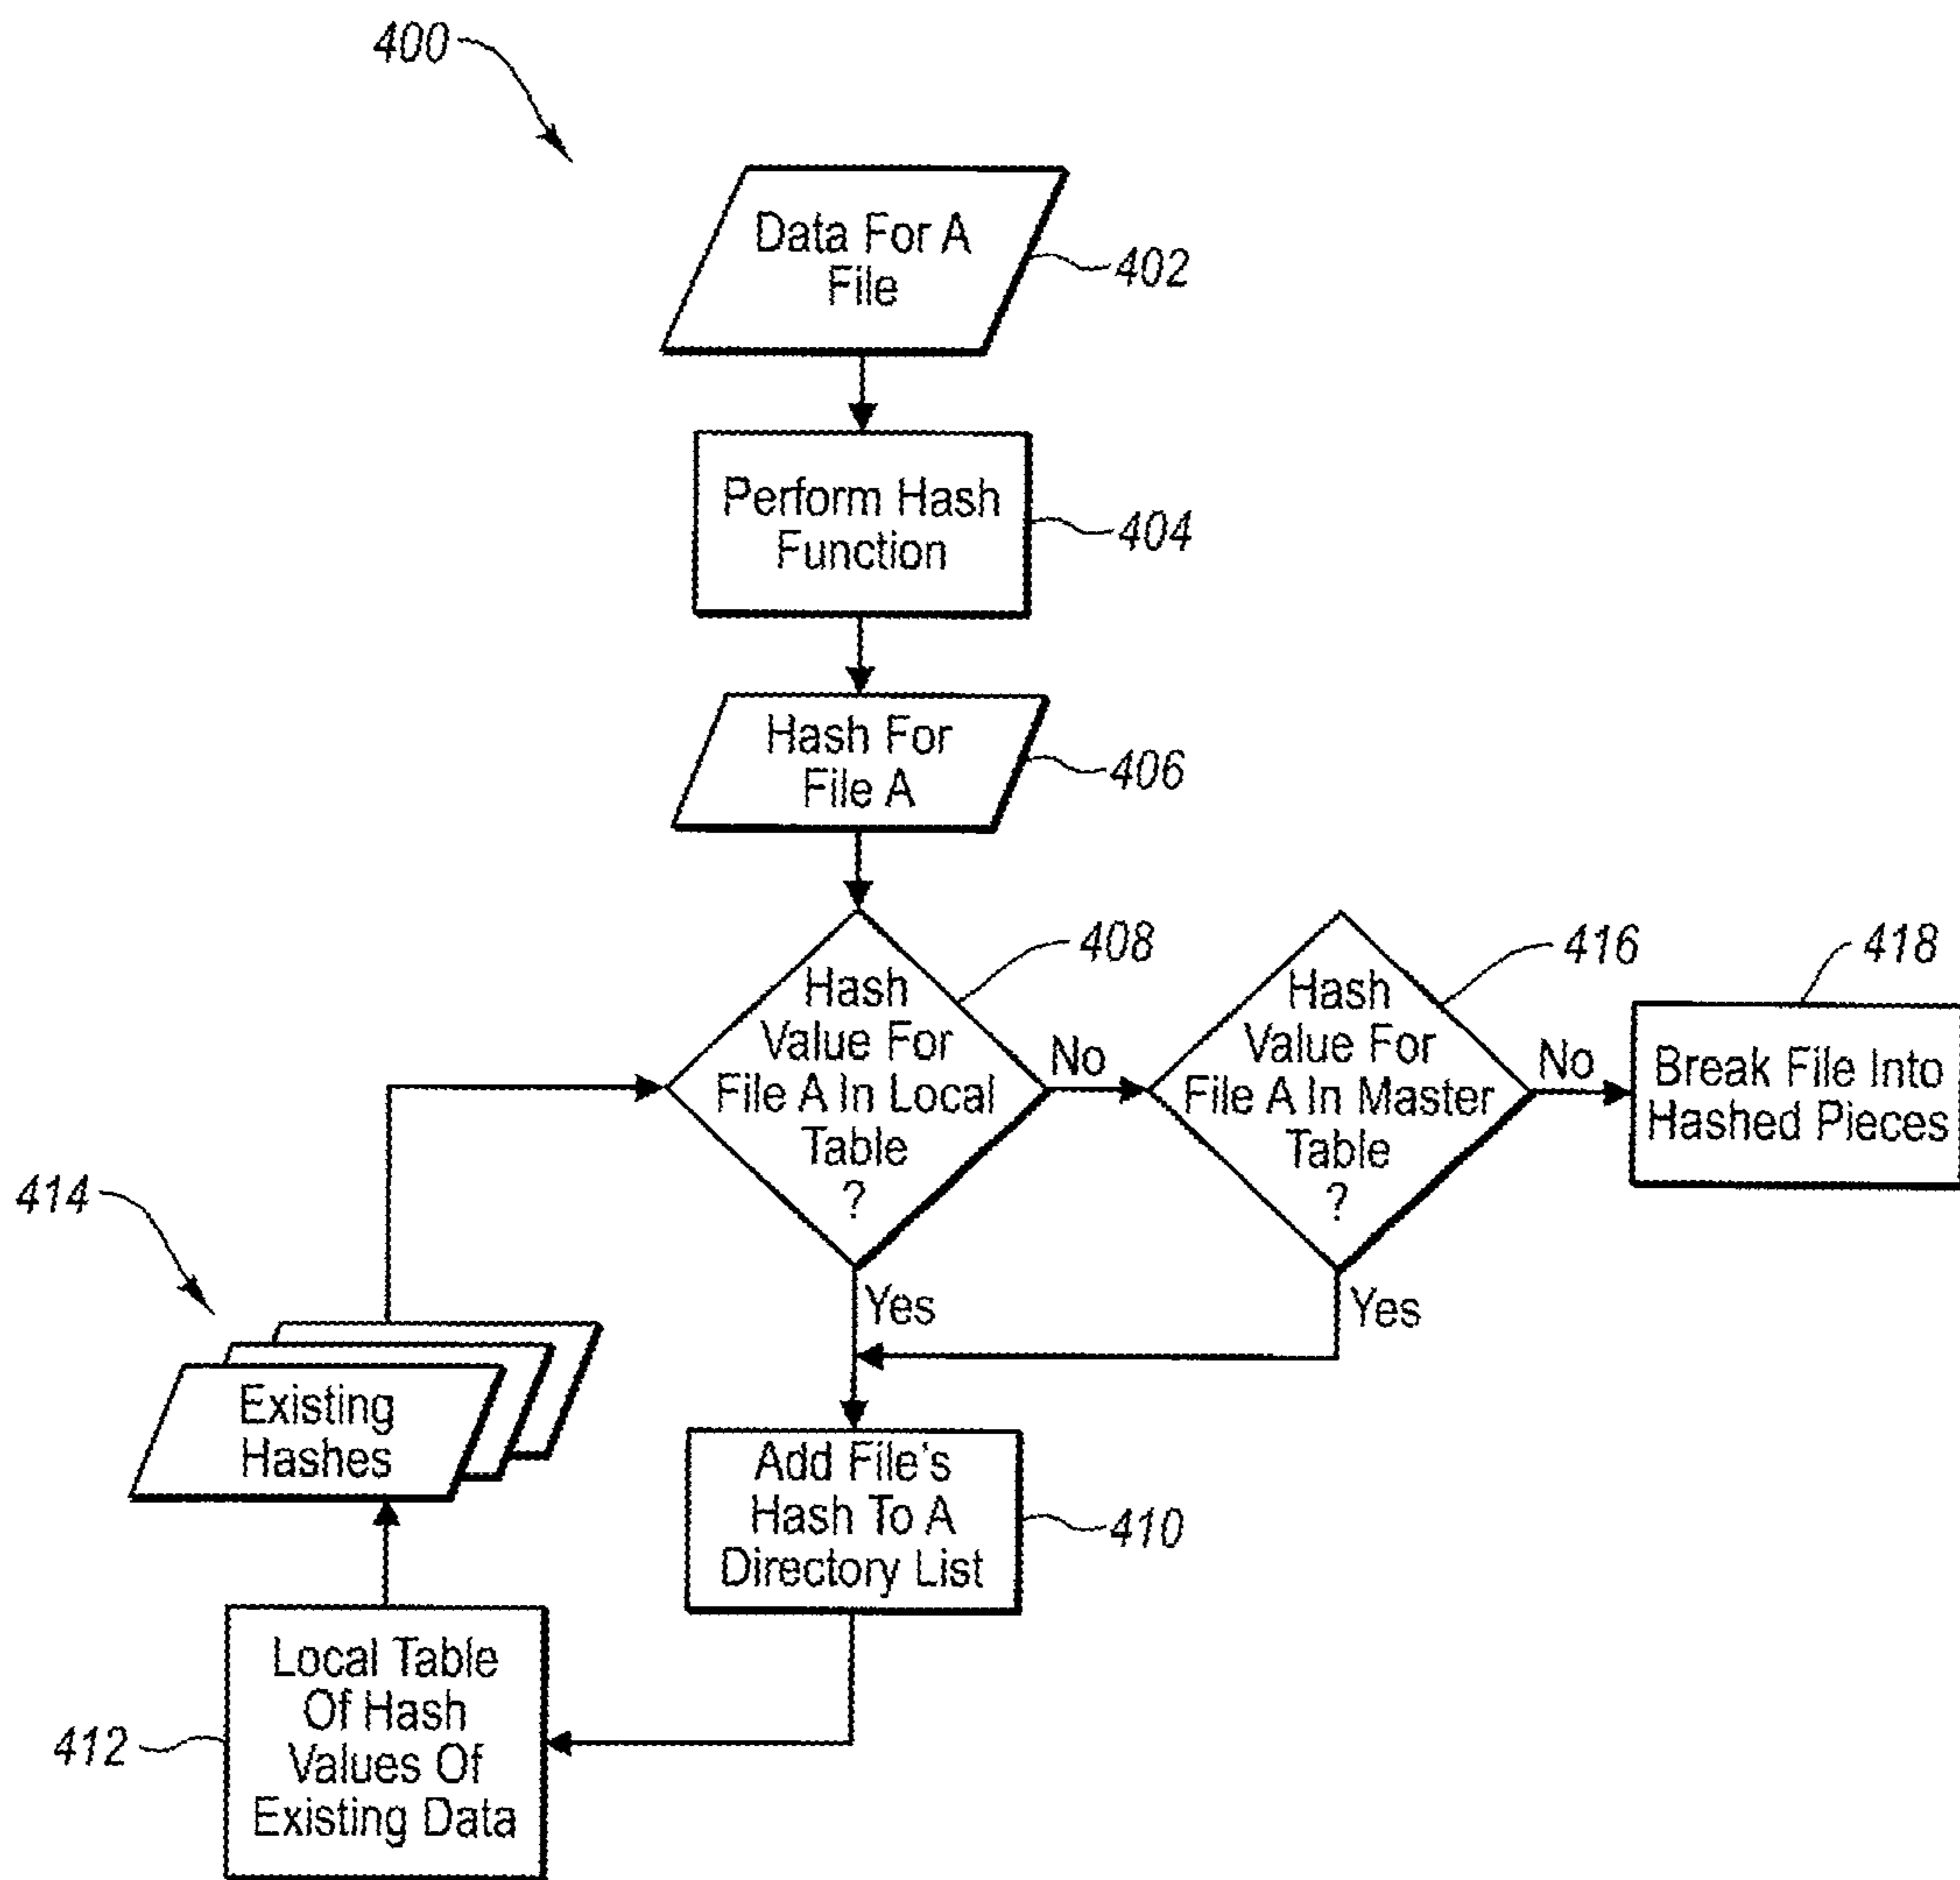 400
Data For A
File
402
Perform Hash
Function
404
Hash For
File A
406
Hash
Value For
File A In Local
Table
?
408
No
Hash
Value For
File A In Master
Table
?
416
No
Break File Into
Hashed Pieces
418
Yes
Yes
414
Existing
Hashes
Add File's
Hash To A
Directory List
410
Local Table
Of Hash
Values Of
Existing Data
412